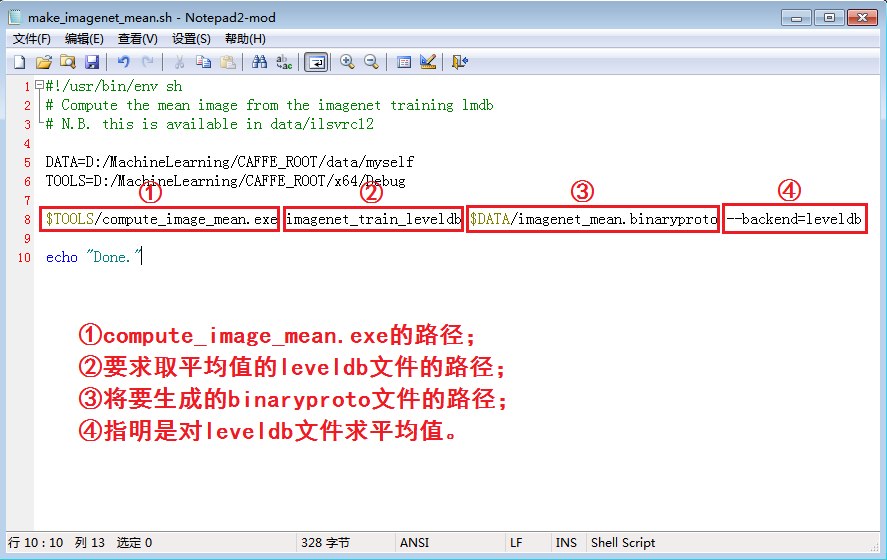 make_imagenet_mean.sh - Notepad2-mod
文件(F) 编辑(E) 查看(V) 设置(S) 帮助(H)
1 #!/usr/bin/env sh
2 # Compute the mean image from the imagenet training lmdb
3 # N.B. this is available in data/ilsvrc12
4
5 DATA=D:/MachineLearning/CAFFE_ROOT/data/myself
6 TOOLS=D:/MachineLearning/CAFFE_ROOT/x64/Debug
7 ① ② ③ ④
8 $TOOLS/compute_image_mean.exe imagenet_train_leveldb $DATA/imagenet_mean.binaryproto --backend=leveldb
9
10 echo "Done."
①compute_image_mean.exe的路径;
②要求取平均值的leveldb文件的路径;
③将要生成的binaryproto文件的路径;
④指明是对leveldb文件求平均值。
行 10 : 10 列 13 选定 0 328 字节 ANSI LF INS Shell Script